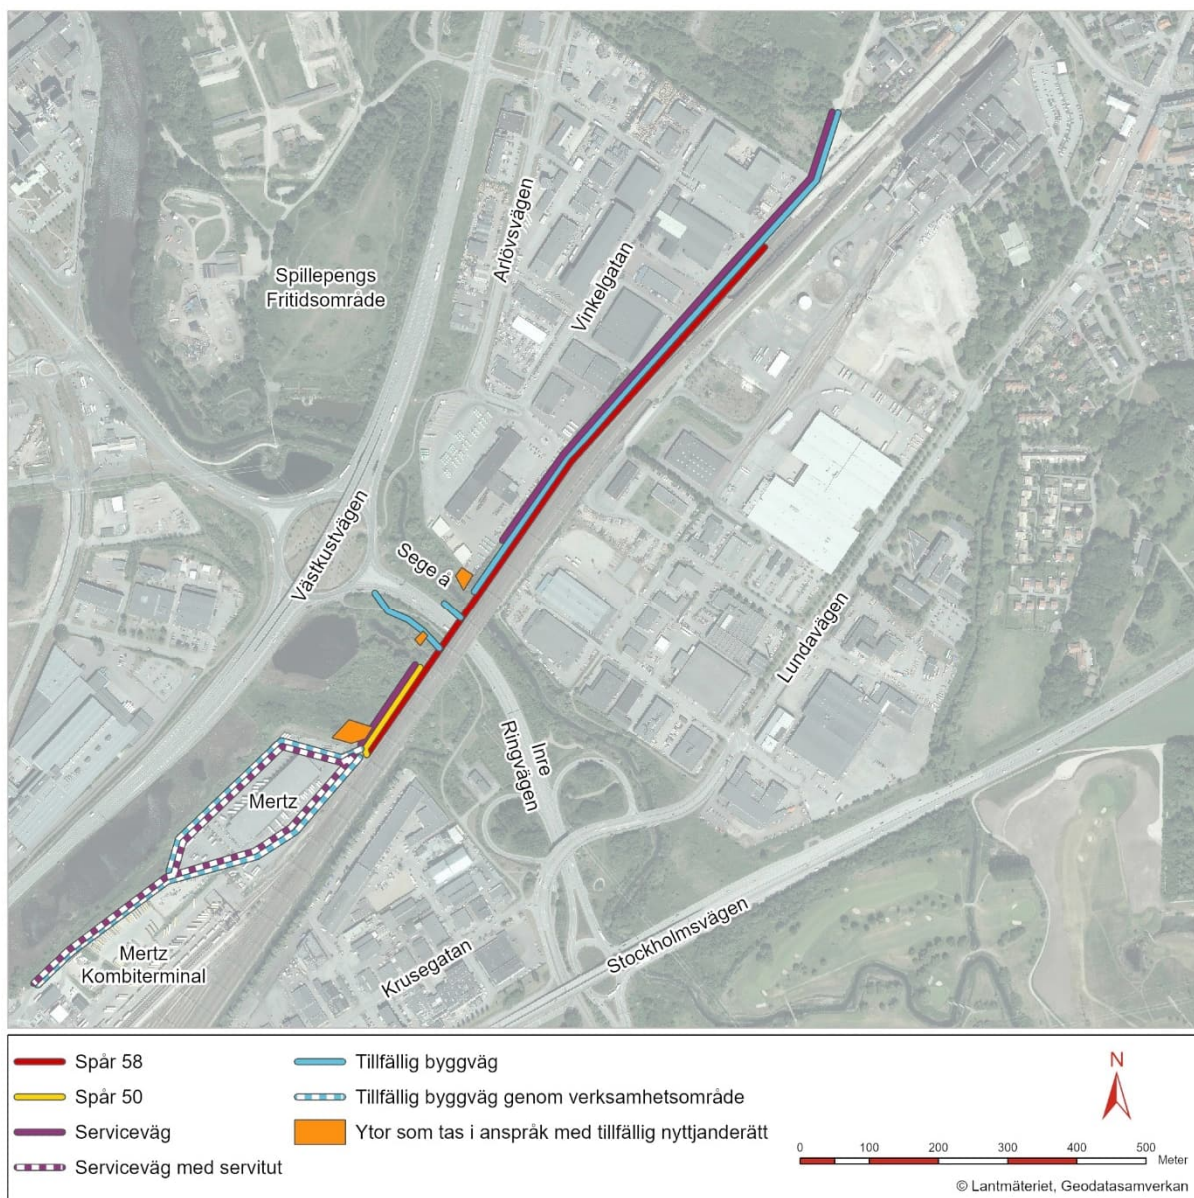 Spillepengs
Fritidsområde
Arlövsvägen
Vinkelgatan
Västkustvägen
Sege å
Lundavägen
Inre
Ringvägen
Mertz
Mertz
Kombiterminal
Krusegatan
Stockholmsvägen
Spår 58
Spår 50
Serviceväg
Serviceväg med servitut
Tillfällig byggväg
Tillfällig byggväg genom verksamhetsområde
Ytor som tas i anspråk med tillfällig nyttjanderätt
N
0 100 200 300 400 500
Meter
© Lantmäteriet, Geodatasamverkan